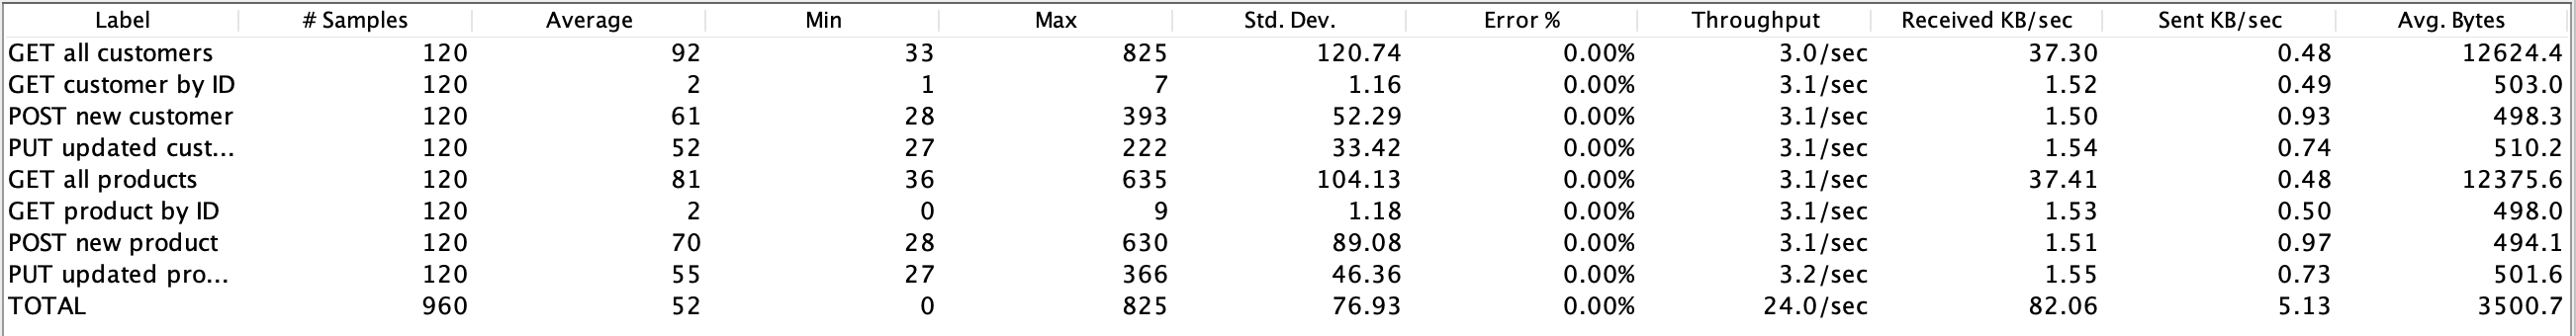 Label # Samples Average Min Max Std. Dev. Error % Throughput Received KB/sec Sent KB/sec Avg. Bytes
GET all customers 120 92 33 825 120.74 0.00% 3.0/sec 37.30 0.48 12624.4
GET customer by ID 120 2 1 7 1.16 0.00% 3.1/sec 1.52 0.49 503.0
POST new customer 120 61 28 393 52.29 0.00% 3.1/sec 1.50 0.93 498.3
PUT updated cust... 120 52 27 222 33.42 0.00% 3.1/sec 1.54 0.74 510.2
GET all products 120 81 36 635 104.13 0.00% 3.1/sec 37.41 0.48 12375.6
GET product by ID 120 2 0 9 1.18 0.00% 3.1/sec 1.53 0.50 498.0
POST new product 120 70 28 630 89.08 0.00% 3.1/sec 1.51 0.97 494.1
PUT updated pro... 120 55 27 366 46.36 0.00% 3.2/sec 1.55 0.73 501.6
TOTAL 960 52 0 825 76.93 0.00% 24.0/sec 82.06 5.13 3500.7